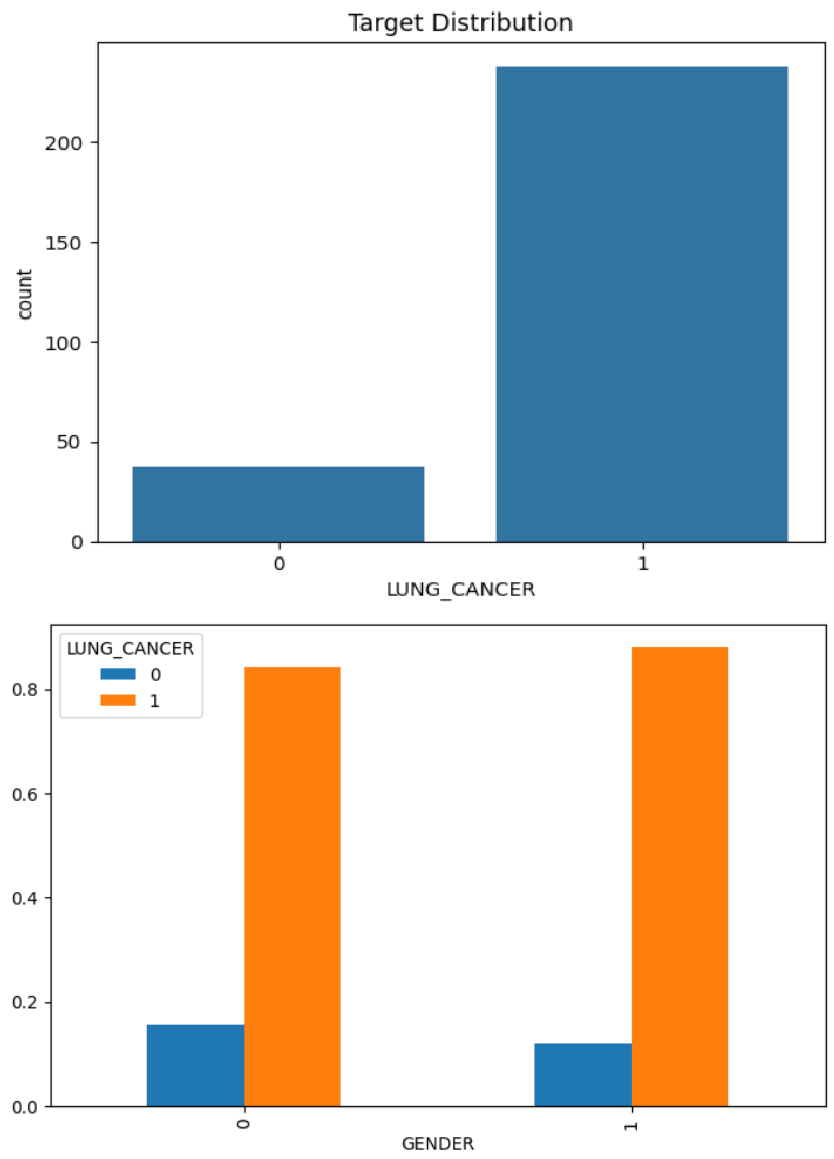 Target Distribution
200
150
100
50
0
count
0 1
LUNG_CANCER
LUNG_CANCER
0
1
0.8
0.6
0.4
0.2
0.0
0 1
GENDER